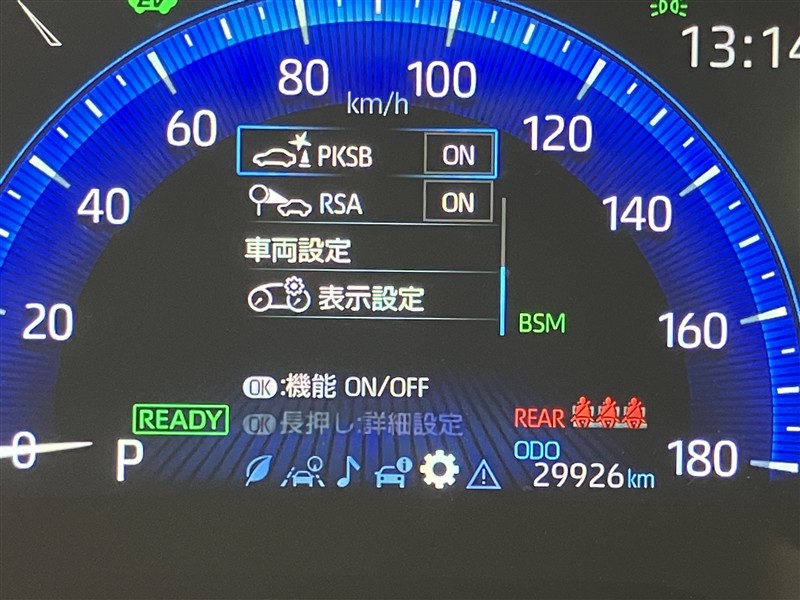 EV
13:14
80
100
km/h
60
120
PKSB ON
40
RSA ON
140
車両設定
表示設定
20
BSM
160
OK:機能 ON/OFF
READY
OK長押し:詳細設定
REAR
0
P
ODO
180
29926km